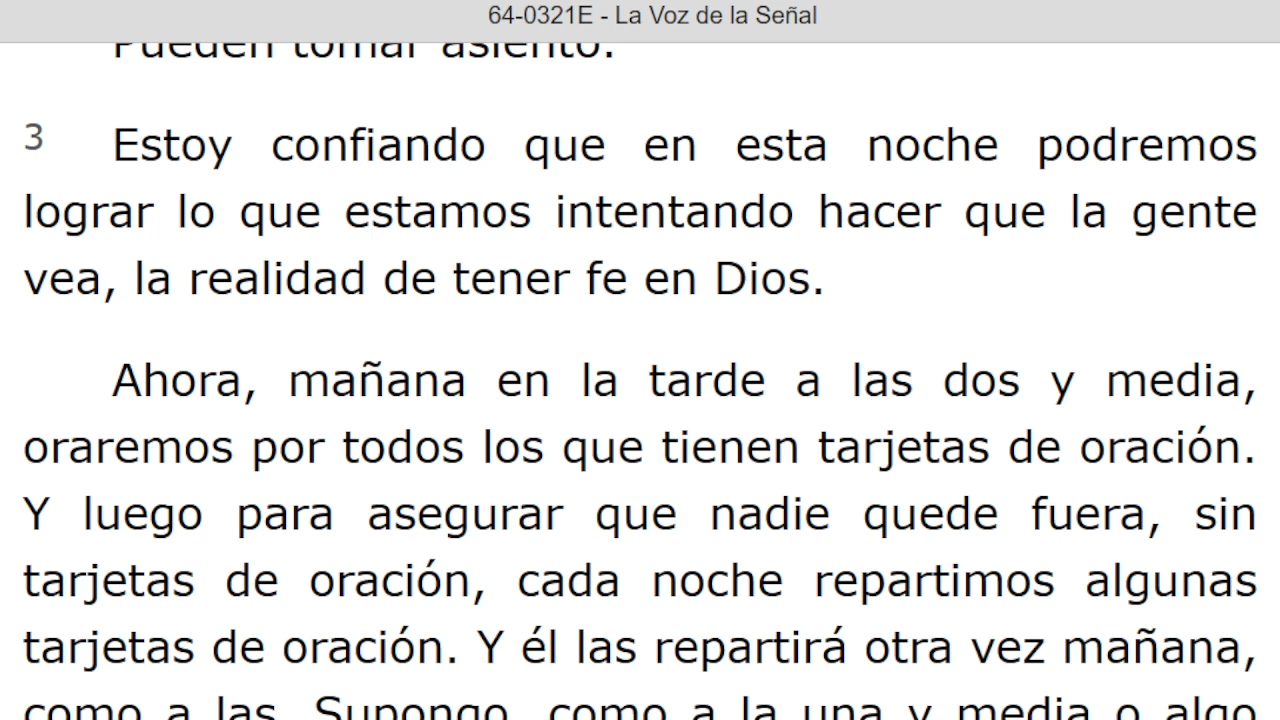 64-0321E - La Voz de la Señal
Pueden tomar asiento.
3 Estoy confiando que en esta noche podremos
lograr lo que estamos intentando hacer que la gente
vea, la realidad de tener fe en Dios.
Ahora, mañana en la tarde a las dos y media,
oraremos por todos los que tienen tarjetas de oración.
Y luego para asegurar que nadie quede fuera, sin
tarjetas de oración, cada noche repartimos algunas
tarjetas de oración. Y él las repartirá otra vez mañana,
como a las. Supongo, como a la una y media o algo